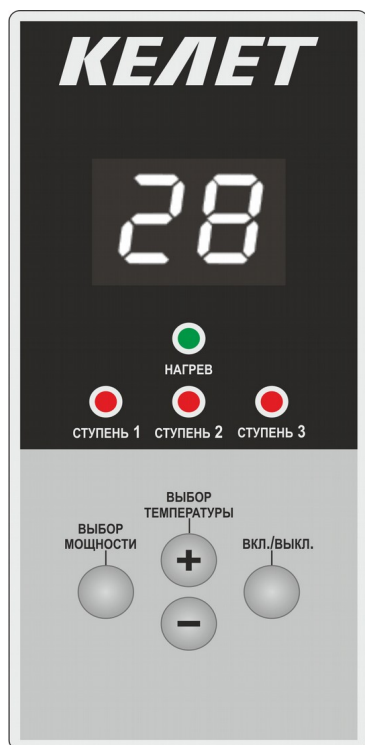 КЕЛЕТ
28
НАГРЕВ
СТУПЕНЬ 1 СТУПЕНЬ 2 СТУПЕНЬ 3
ВЫБОР
ТЕМПЕРАТУРЫ
ВЫБОР
МОЩНОСТИ
ВКЛ./ВЫКЛ.
+
−